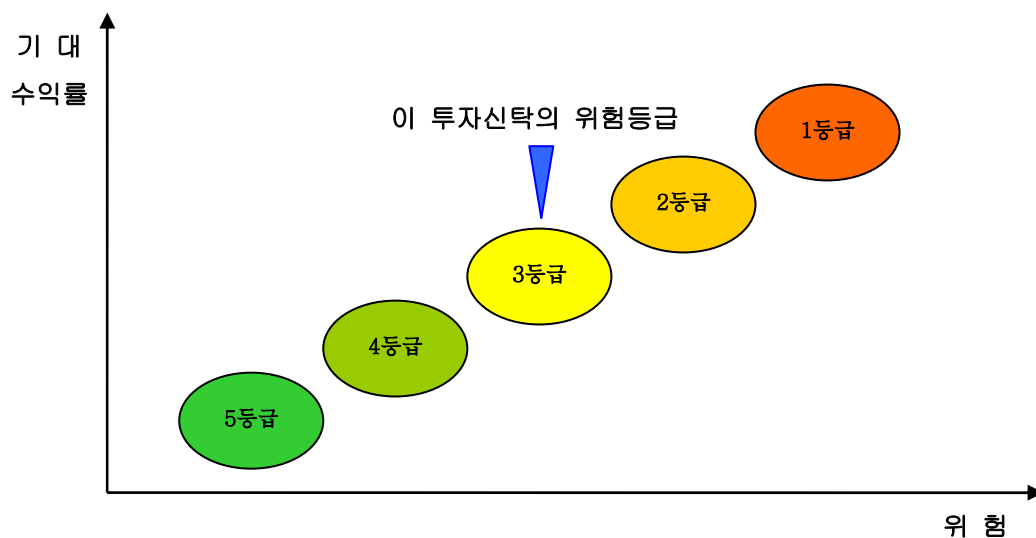 기 대
수익률
이 투자신탁의 위험등급
1등급
2등급
3등급
4등급
5등급
위 험